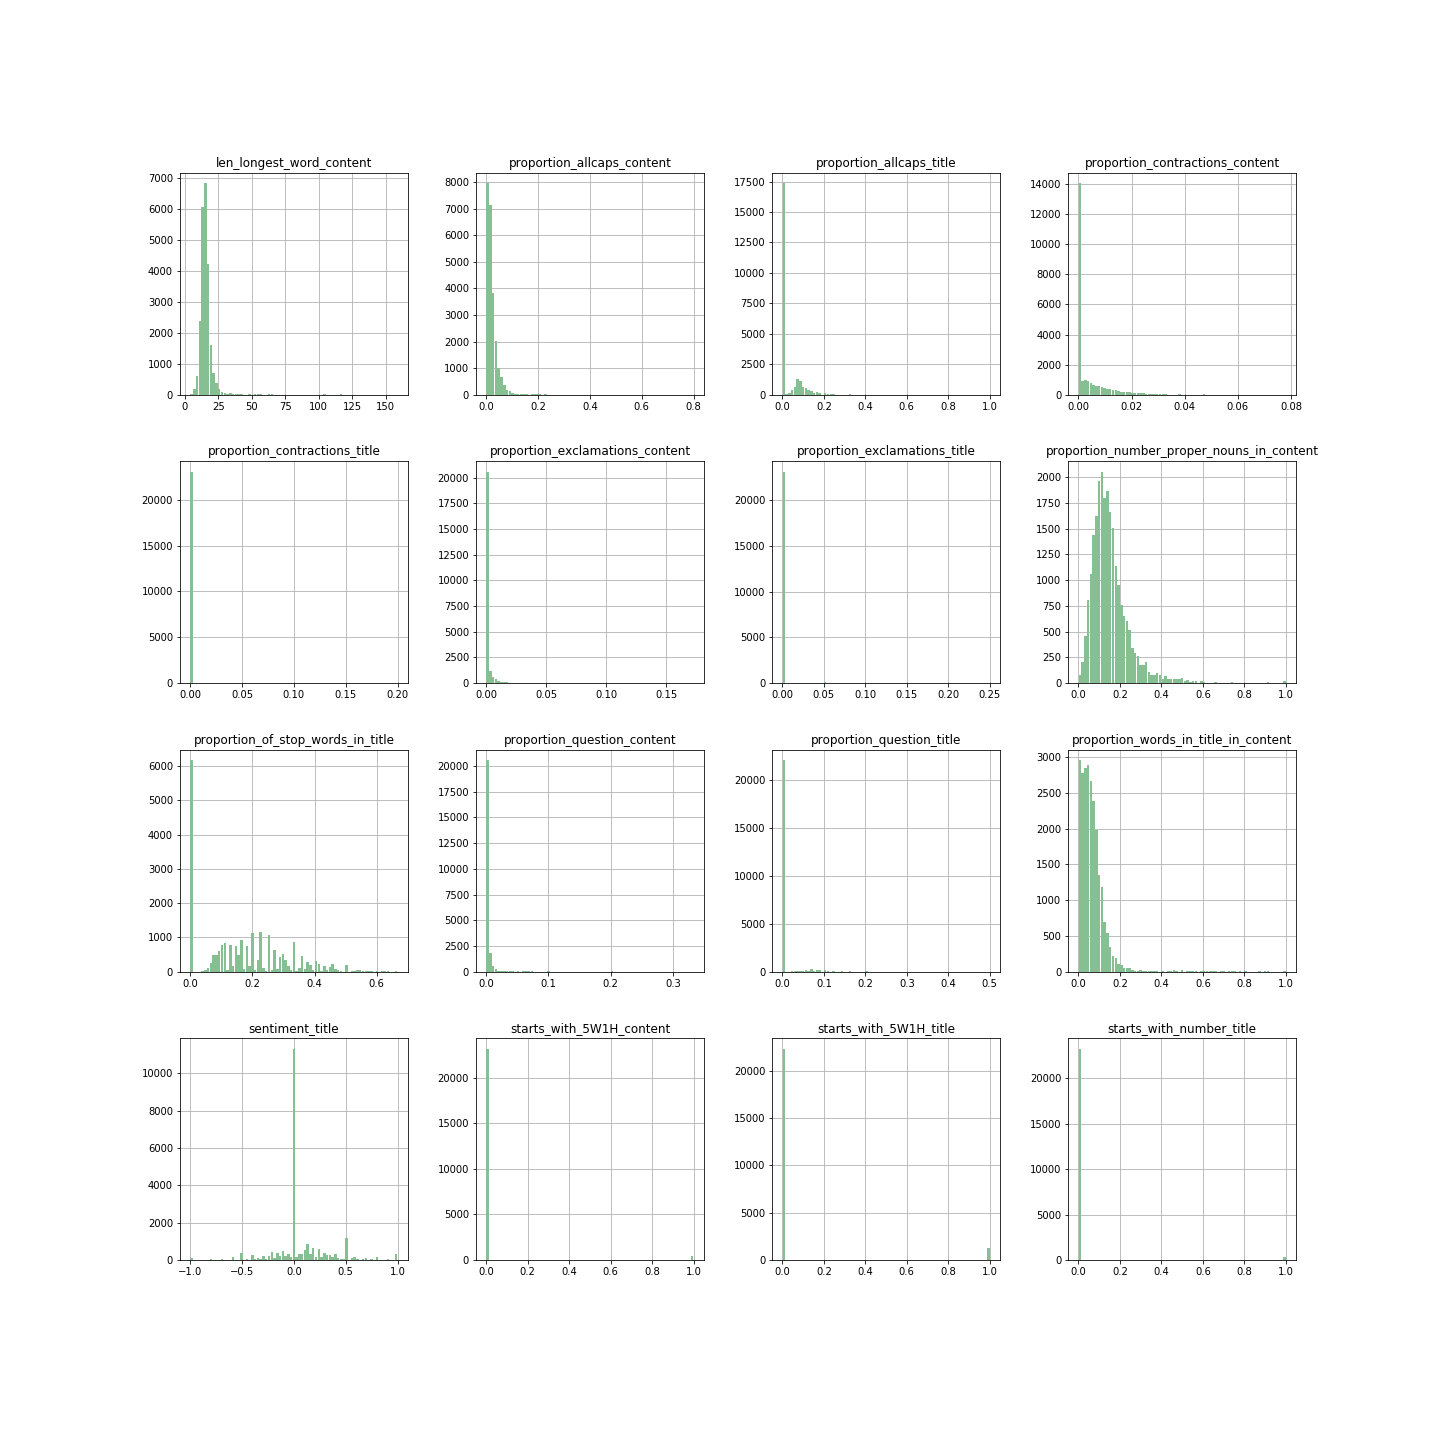 len_longest_word_content proportion_allcaps_content proportion_allcaps_title proportion_contractions_content
7000 8000 17500 14000
6000 7000 15000 12000
5000 6000 12500 10000
4000 5000 10000 8000
3000 4000 7500 6000
2000 3000 5000 4000
1000 2000 2500 2000
0 1000 0 0
0
0 25 50 75 100 125 150 0.0 0.2 0.4 0.6 0.8 0.0 0.2 0.4 0.6 0.8 1.0 0.00 0.02 0.04 0.06 0.08
proportion_contractions_title proportion_exclamations_content proportion_exclamations_title proportion_number_proper_nouns_in_content
20000 20000 20000 2000
15000 17500 15000 1750
10000 15000 10000 1500
5000 12500 5000 1250
0 10000 0 1000
7500 750
5000 500
2500 250
0 0
0.00 0.05 0.10 0.15 0.20 0.00 0.05 0.10 0.15 0.00 0.05 0.10 0.15 0.20 0.25 0.0 0.2 0.4 0.6 0.8 1.0
proportion_of_stop_words_in_title proportion_question_content proportion_question_title proportion_words_in_title_in_content
6000 20000 20000 3000
5000 17500 15000 2500
4000 15000 10000 2000
3000 12500 5000 1500
2000 10000 0 1000
1000 7500 500
0 5000 0
2500
0
0.0 0.2 0.4 0.6 0.0 0.1 0.2 0.3 0.0 0.1 0.2 0.3 0.4 0.5 0.0 0.2 0.4 0.6 0.8 1.0
sentiment_title starts_with_5W1H_content starts_with_5W1H_title starts_with_number_title
10000 20000 20000 20000
8000 15000 15000 15000
6000 10000 10000 10000
4000 5000 5000 5000
2000 0 0 0
0
−1.0 −0.5 0.0 0.5 1.0 0.0 0.2 0.4 0.6 0.8 1.0 0.0 0.2 0.4 0.6 0.8 1.0 0.0 0.2 0.4 0.6 0.8 1.0